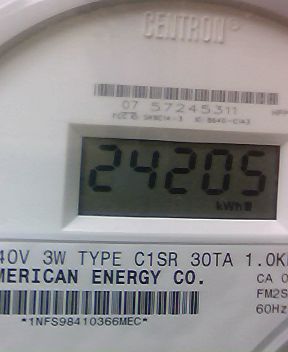 CENTRON®
07 57245311
24205
kWh
40V 3W TYPE C1SR 30TA 1.0K
MERICAN ENERGY CO.
CA 0
FM2S
60Hz
*1NFS98410366MEC*